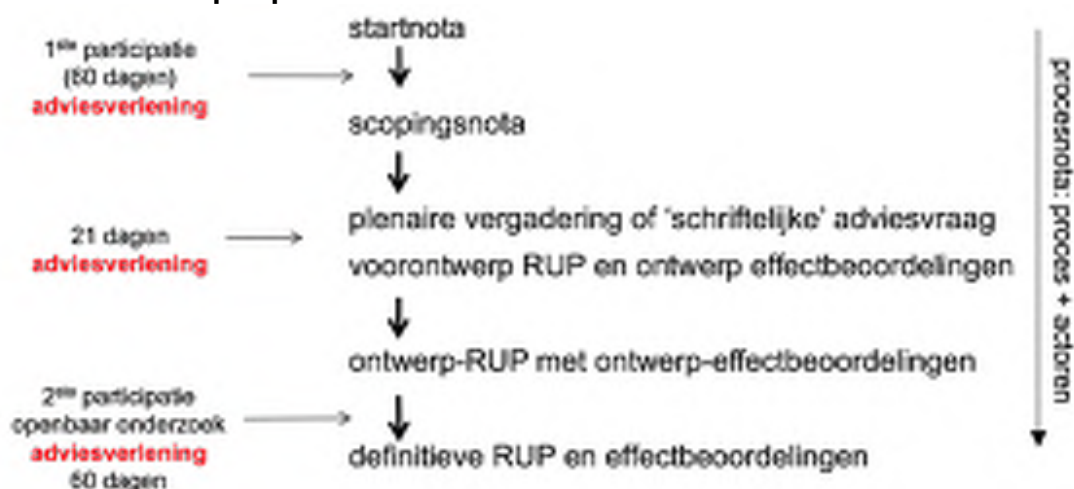 startnota
1ste participatie
(60 dagen)
adviesverlening
scopingsnota
plenaire vergadering of 'schriftelijke' adviesvraag
21 dagen
adviesverlening
voorontwerp RUP en ontwerp effectbeoordelingen
ontwerp-RUP met ontwerp-effectbeoordelingen
2de participatie
openbaar onderzoek
adviesverlening
60 dagen
definitieve RUP en effectbeoordelingen
procesnota: proces + actoren